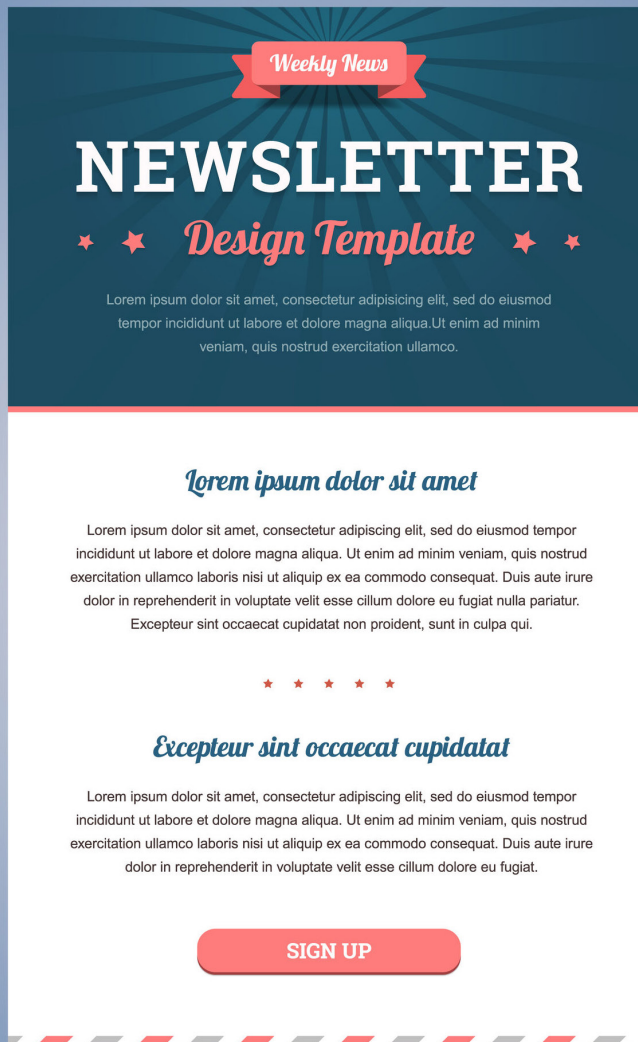 Weekly News
NEWSLETTER
Design Template
Lorem ipsum dolor sit amet, consectetur adipisicing elit, sed do eiusmod
tempor incididunt ut labore et dolore magna aliqua.Ut enim ad minim
veniam, quis nostrud exercitation ullamco.
Lorem ipsum dolor sit amet
Lorem ipsum dolor sit amet, consectetur adipiscing elit, sed do eiusmod tempor
incididunt ut labore et dolore magna aliqua. Ut enim ad minim veniam, quis nostrud
exercitation ullamco laboris nisi ut aliquip ex ea commodo consequat. Duis aute irure
dolor in reprehenderit in voluptate velit esse cillum dolore eu fugiat nulla pariatur.
Excepteur sint occaecat cupidatat non proident, sunt in culpa qui.
Excepteur sint occaecat cupidatat
Lorem ipsum dolor sit amet, consectetur adipiscing elit, sed do eiusmod tempor
incididunt ut labore et dolore magna aliqua. Ut enim ad minim veniam, quis nostrud
exercitation ullamco laboris nisi ut aliquip ex ea commodo consequat. Duis aute irure
dolor in reprehenderit in voluptate velit esse cillum dolore eu fugiat.
SIGN UP